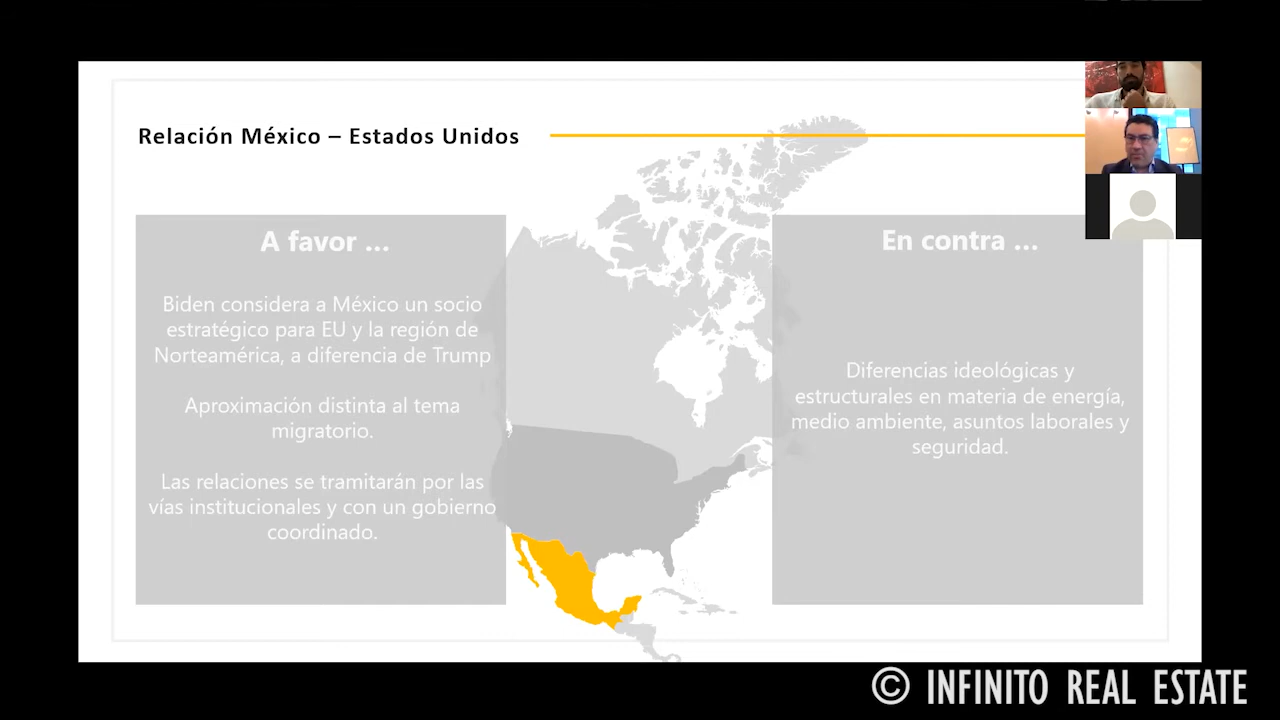 Relación México – Estados Unidos
A favor ...
Biden considera a México un socio
estratégico para EU y la región de
Norteamérica, a diferencia de Trump
Aproximación distinta al tema
migratorio.
Las relaciones se tramitarán por las
vías institucionales y con un gobierno
coordinado.
En contra ...
Diferencias ideológicas y
estructurales en materia de energía,
medio ambiente, asuntos laborales y
seguridad.
© INFINITO REAL ESTATE